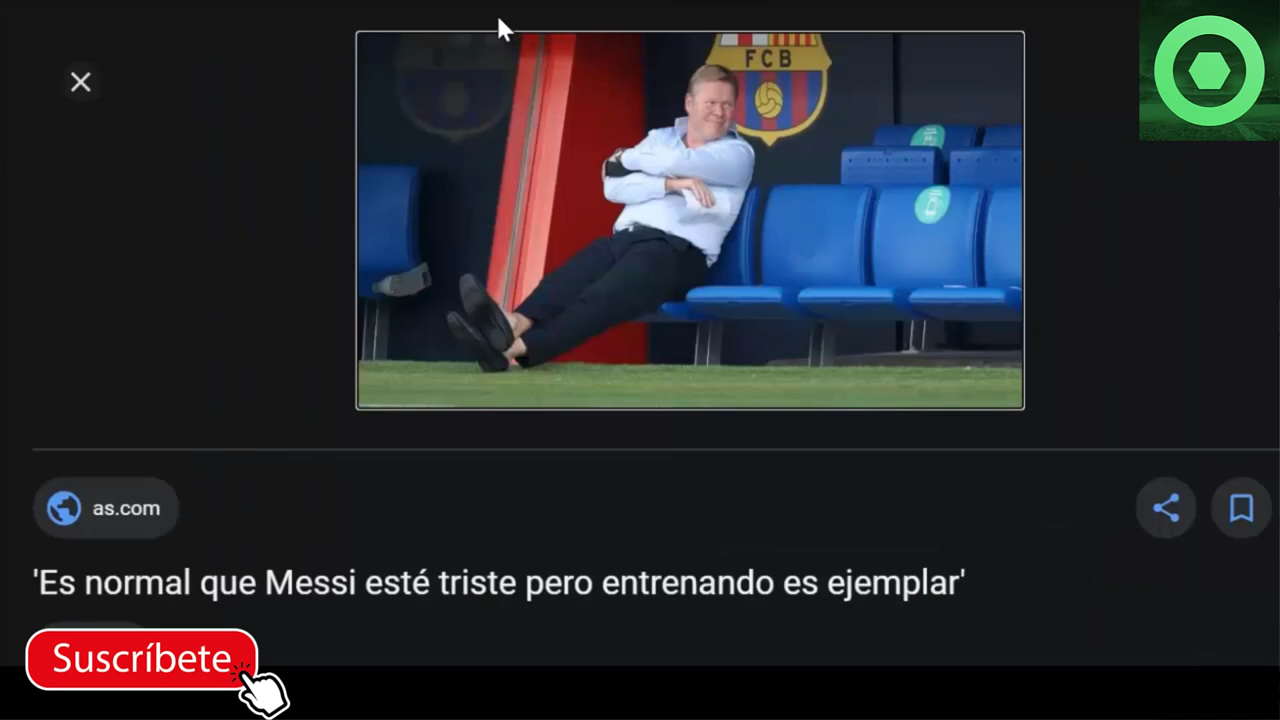 FCB
as.com
'Es normal que Messi esté triste pero entrenando es ejemplar'
Suscríbete